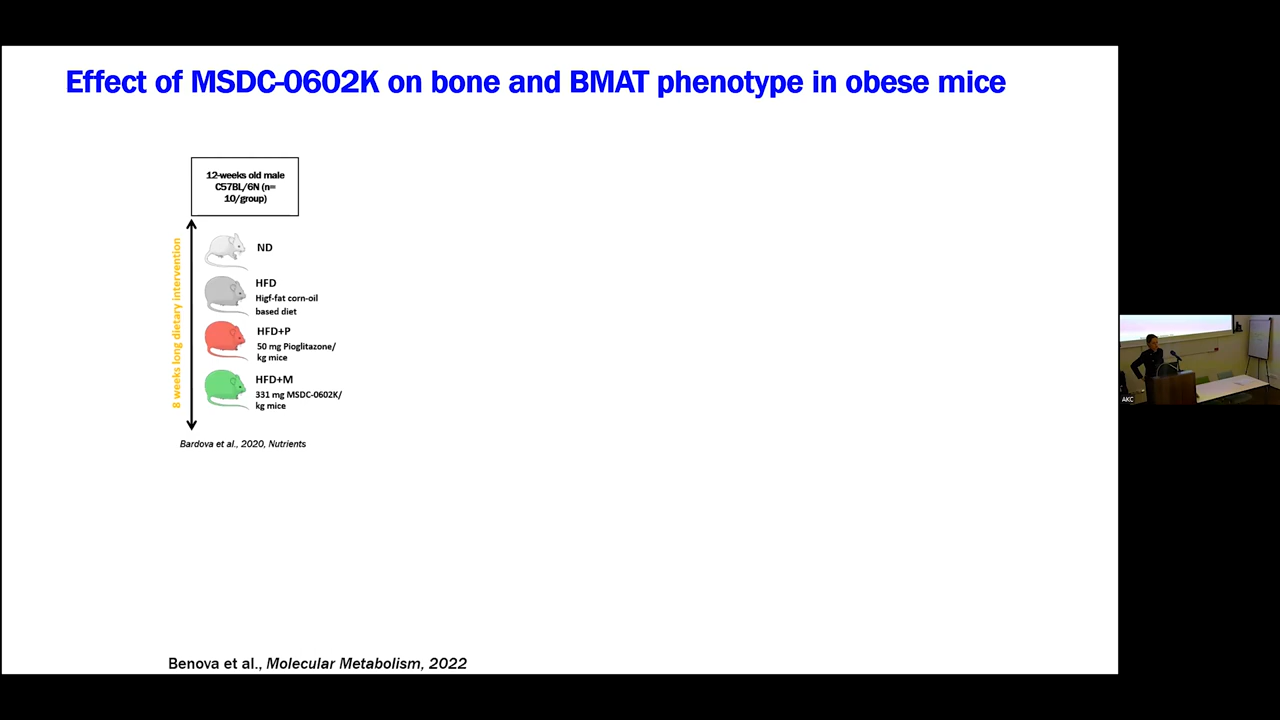 Effect of MSDC-0602K on bone and BMAT phenotype in obese mice
12-weeks old male
C57BL/6N (n=
10/group)
8 weeks long dietary intervention
ND
HFD
Higf-fat corn-oil
based diet
HFD+P
50 mg Pioglitazone/
kg mice
HFD+M
331 mg MSDC-0602K/
kg mice
Bardova et al., 2020, Nutrients
Benova et al., Molecular Metabolism, 2022
AKC